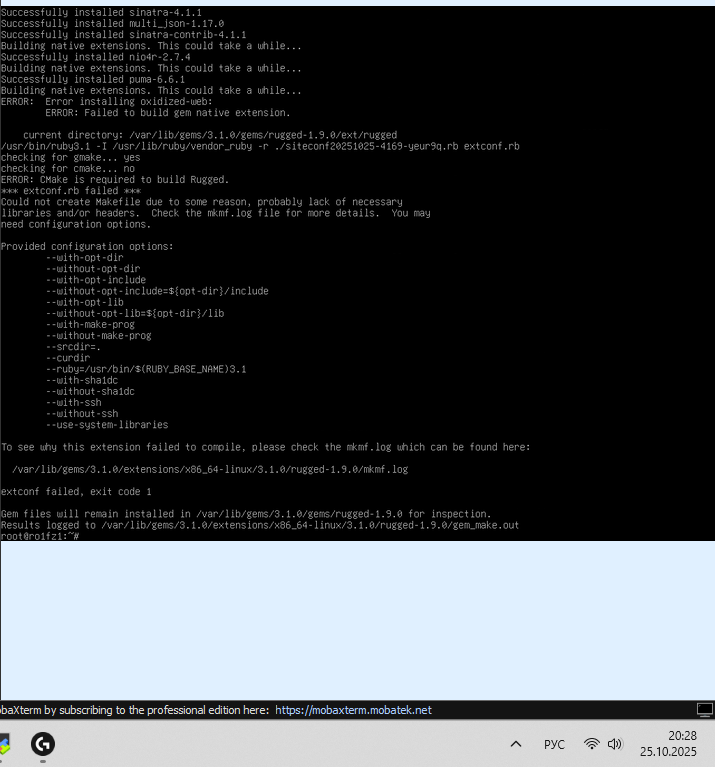 Successfully installed sinatra-4.1.1
Successfully installed multi_json-1.17.0
Successfully installed sinatra-contrib-4.1.1
Building native extensions. This could take a while...
Successfully installed nio4r-2.7.4
Building native extensions. This could take a while...
Successfully installed puma-6.6.1
Building native extensions. This could take a while...
ERROR:  Error installing oxidized-web:
        ERROR: Failed to build gem native extension.
    current directory: /var/lib/gems/3.1.0/gems/rugged-1.9.0/ext/rugged
/usr/bin/ruby3.1 -I /usr/lib/ruby/vendor_ruby -r ./siteconf20251025-4169-yeur9q.rb extconf.rb
checking for gmake... yes
checking for cmake... no
ERROR: CMake is required to build Rugged.
*** extconf.rb failed ***
Could not create Makefile due to some reason, probably lack of necessary
libraries and/or headers.  Check the mkmf.log file for more details.  You may
need configuration options.
Provided configuration options:
        --with-opt-dir
        --without-opt-dir
        --with-opt-include
        --without-opt-include=${opt-dir}/include
        --with-opt-lib
        --without-opt-lib=${opt-dir}/lib
        --with-make-prog
        --without-make-prog
        --srcdir=.
        --curdir
        --ruby=/usr/bin/$(RUBY_BASE_NAME)3.1
        --with-sha1dc
        --without-sha1dc
        --with-ssh
        --without-ssh
        --use-system-libraries
To see why this extension failed to compile, please check the mkmf.log which can be found here:
  /var/lib/gems/3.1.0/extensions/x86_64-linux/3.1.0/rugged-1.9.0/mkmf.log
extconf failed, exit code 1
Gem files will remain installed in /var/lib/gems/3.1.0/gems/rugged-1.9.0 for inspection.
Results logged to /var/lib/gems/3.1.0/extensions/x86_64-linux/3.1.0/rugged-1.9.0/gem_make.out
root@ro1fz1:~#
obaXterm by subscribing to the professional edition here: https://mobaxterm.mobatek.net
РУС
20:28
25.10.2025